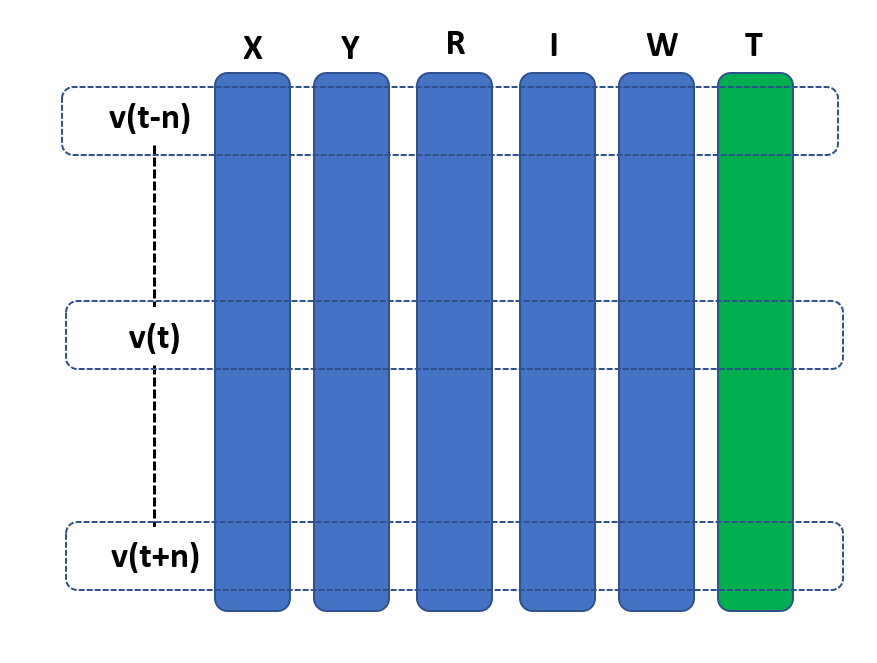 X Y R I W T
v(t-n)
v(t)
v(t+n)